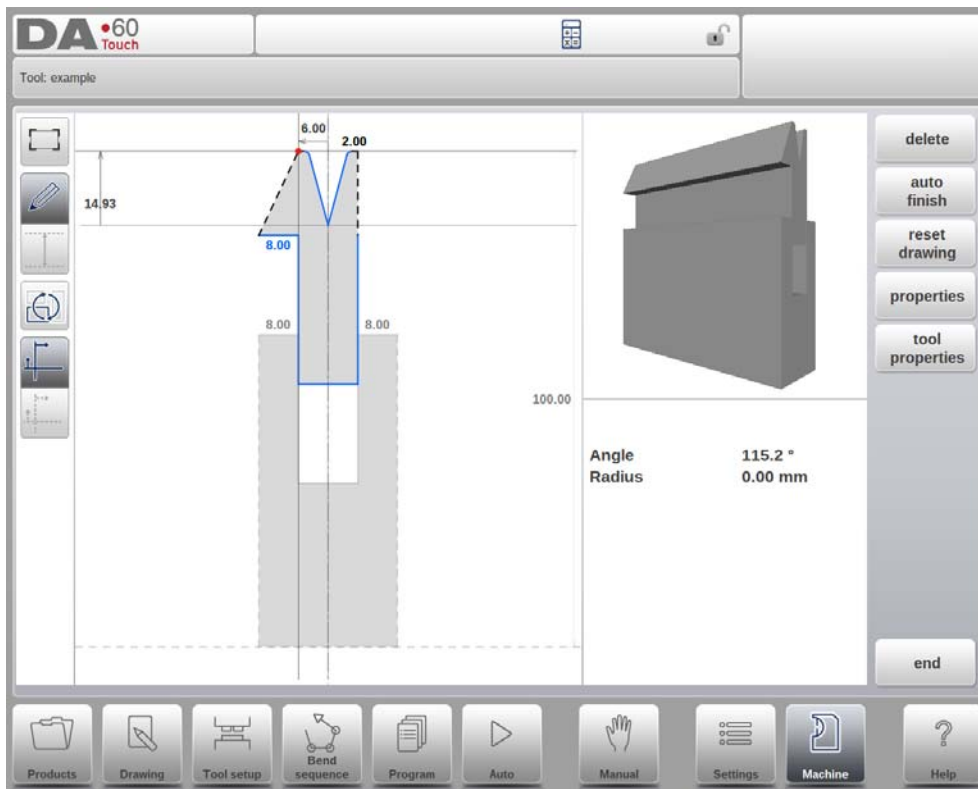 DA•60
Touch
Tool: example
6.00
2.00
14.93
8.00
8.00
8.00
100.00
Angle 115.2 °
Radius 0.00 mm
delete
auto
finish
reset
drawing
properties
tool
properties
end
Products
Drawing
Tool setup
Bend
sequence
Program
Auto
Manual
Settings
Machine
Help